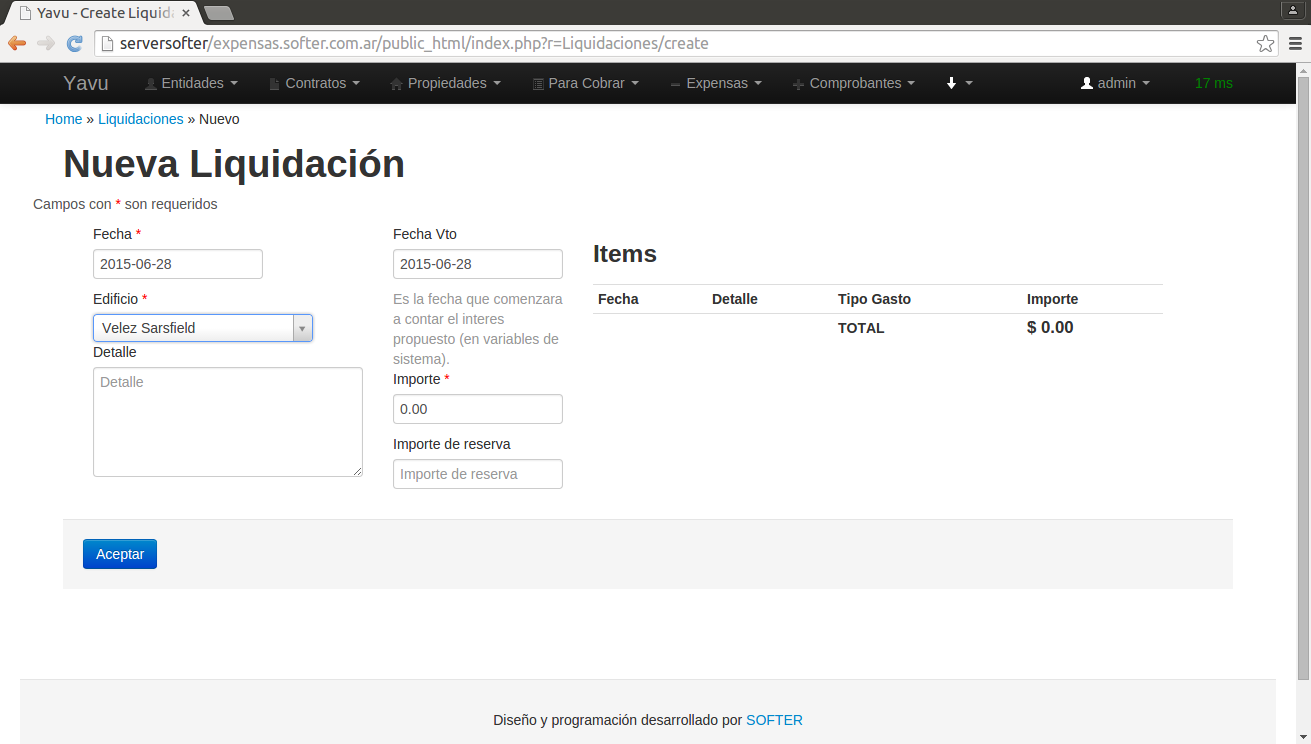 Yavu - Create Liquid
serversofter/expensas.softer.com.ar/public_html/index.php?r=Liquidaciones/create
Yavu Entidades Contratos Propiedades Para Cobrar Expensas Comprobantes admin 17 ms
Home » Liquidaciones » Nuevo
Nueva Liquidación
Campos con * son requeridos
Fecha *
2015-06-28
Edificio *
Velez Sarsfield
Detalle
Detalle
Fecha Vto
2015-06-28
Es la fecha que comenzara
a contar el interes
propuesto (en variables de
sistema).
Importe *
0.00
Importe de reserva
Importe de reserva
Items
Fecha Detalle Tipo Gasto Importe
TOTAL $ 0.00
Aceptar
Diseño y programación desarrollado por SOFTER